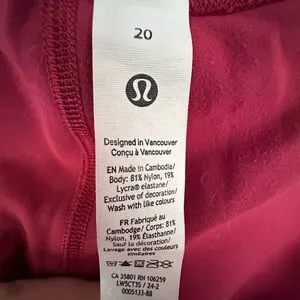 20
Designed in Vancouver
Conçu à Vancouver
EN Made in Cambodia/
Body: 81% Nylon, 19%
Lycra® elastane/
Exclusive of decoration/
Wash with like colours
FR Fabriqué au
Cambodge/ Corps: 81%
Nylon, 19% Élasthanne/
Sauf la décoration/
Lavage avec des couleurs
similaires
CA 35801 RN 106259
LW5CT3S / 24-2
0005133-88